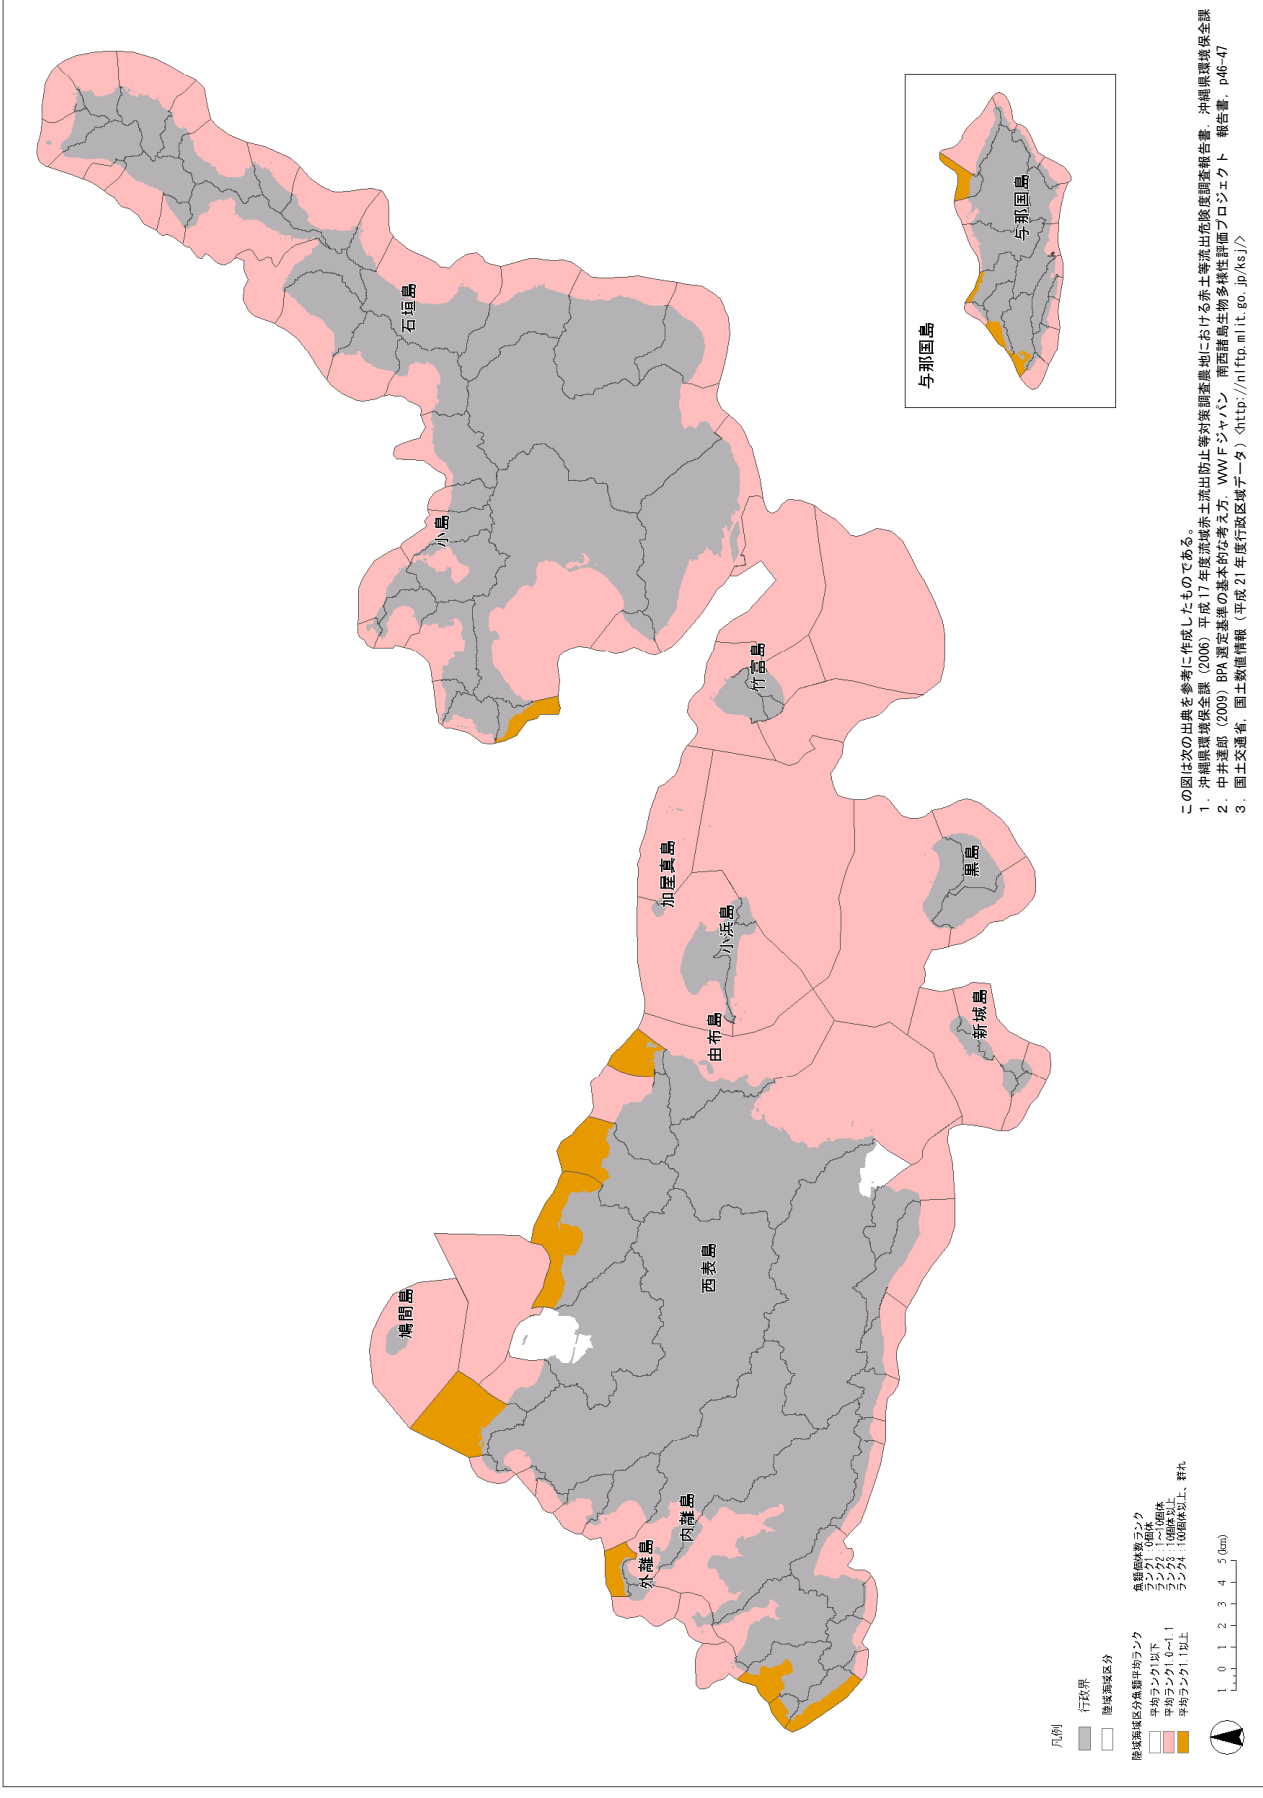 石垣島
小島
竹富島
加屋真島
小浜島
由布島
黒島
新城島
鳩間島
西表島
内離島
外離島
与那国島
与那国島
この図は次の出典を参考に作成したものである。
1. 沖縄県環境保全課 (2006) 平成17年度流域赤土流出防止等対策調査農地における赤土等流出危険度調査報告書. 沖縄県環境保全課
2. 中井達郎 (2009) BPA選定基準の基本的な考え方. WWFジャパン 南西諸島生物多様性評価プロジェクト 報告書, p46-47
3. 国土交通省, 国土数値情報 (平成21年度行政区域データ) <http://nlftp.mlit.go.jp/ksj/>
凡例
行政界
陸域海域区分
陸域海域区分魚類平均ランク
平均ランク1以下
平均ランク1.0～1.1
平均ランク1.1以上
魚類個体数ランク
ランク1：0個体
ランク2：1～10個体
ランク3：10個体以上
ランク4：100個体以上、群れ
1 0 1 2 3 4 5 (km)